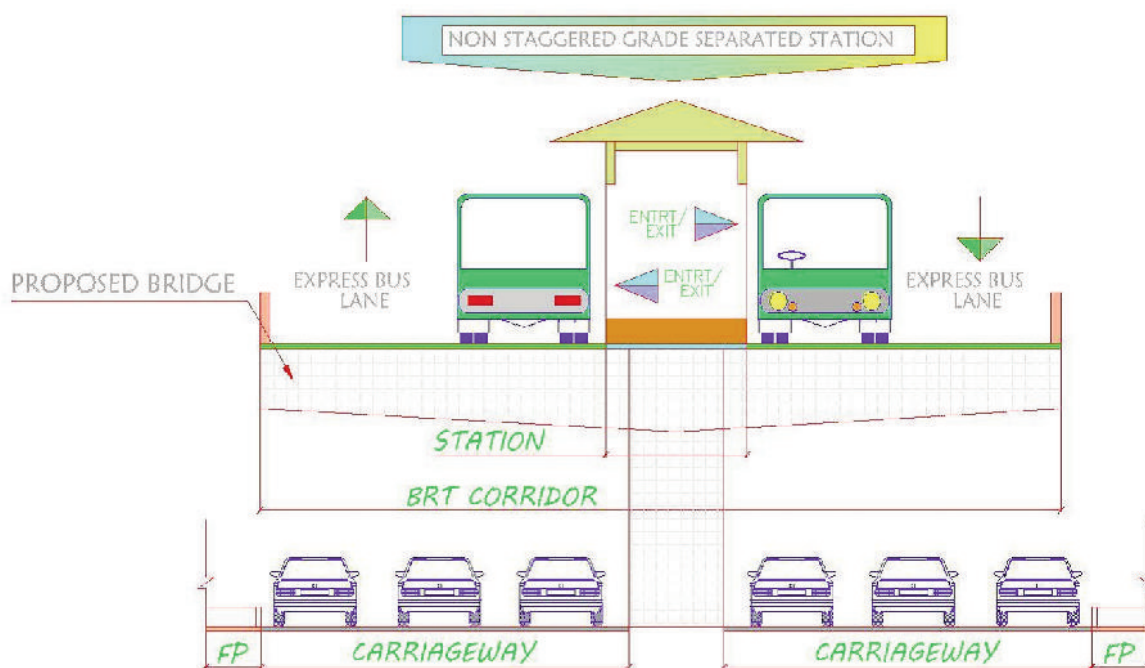 NON STAGGERED GRADE SEPARATED STATION
ENTRT/
EXIT
ENTRT/
EXIT
EXPRESS BUS
LANE
EXPRESS BUS
LANE
PROPOSED BRIDGE
STATION
BRT CORRIDOR
FP
CARRIAGEWAY
CARRIAGEWAY
FP